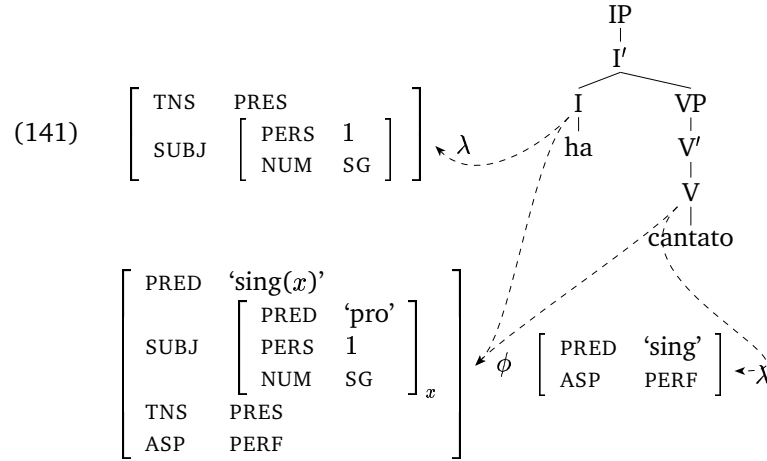 IP
I′
(141)
TNS PRES
SUBJ
PERS 1
NUM SG
λ
I VP
ha V′
V
cantato
PRED ‘sing(x)’
SUBJ
PRED ‘pro’
PERS 1
NUM SG
x
TNS PRES
ASP PERF
ϕ
PRED ‘sing’
ASP PERF
λ